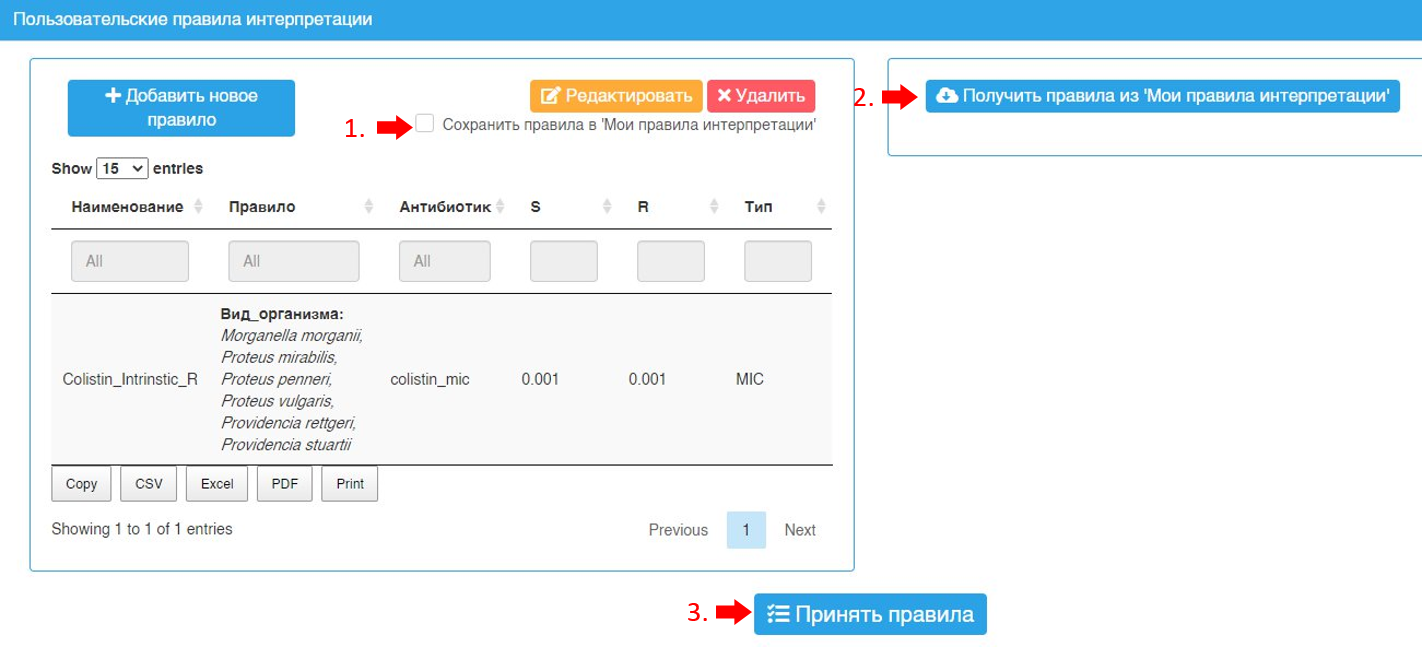 Пользовательские правила интерпретации
Добавить новое
правило
Редактировать
Удалить
1.
Сохранить правила в 'Мои правила интерпретации'
2.
Получить правила из 'Мои правила интерпретации'
Show 15 entries
Наименование Правило Антибиотик S R Тип
All All All
Вид_организма:
Morganella morganii,
Proteus mirabilis,
Colistin_Intrinstic_R Proteus penneri, colistin_mic 0.001 0.001 MIC
Proteus vulgaris,
Providencia rettgeri,
Providencia stuartii
Copy CSV Excel PDF Print
Showing 1 to 1 of 1 entries Previous 1 Next
3. Принять правила